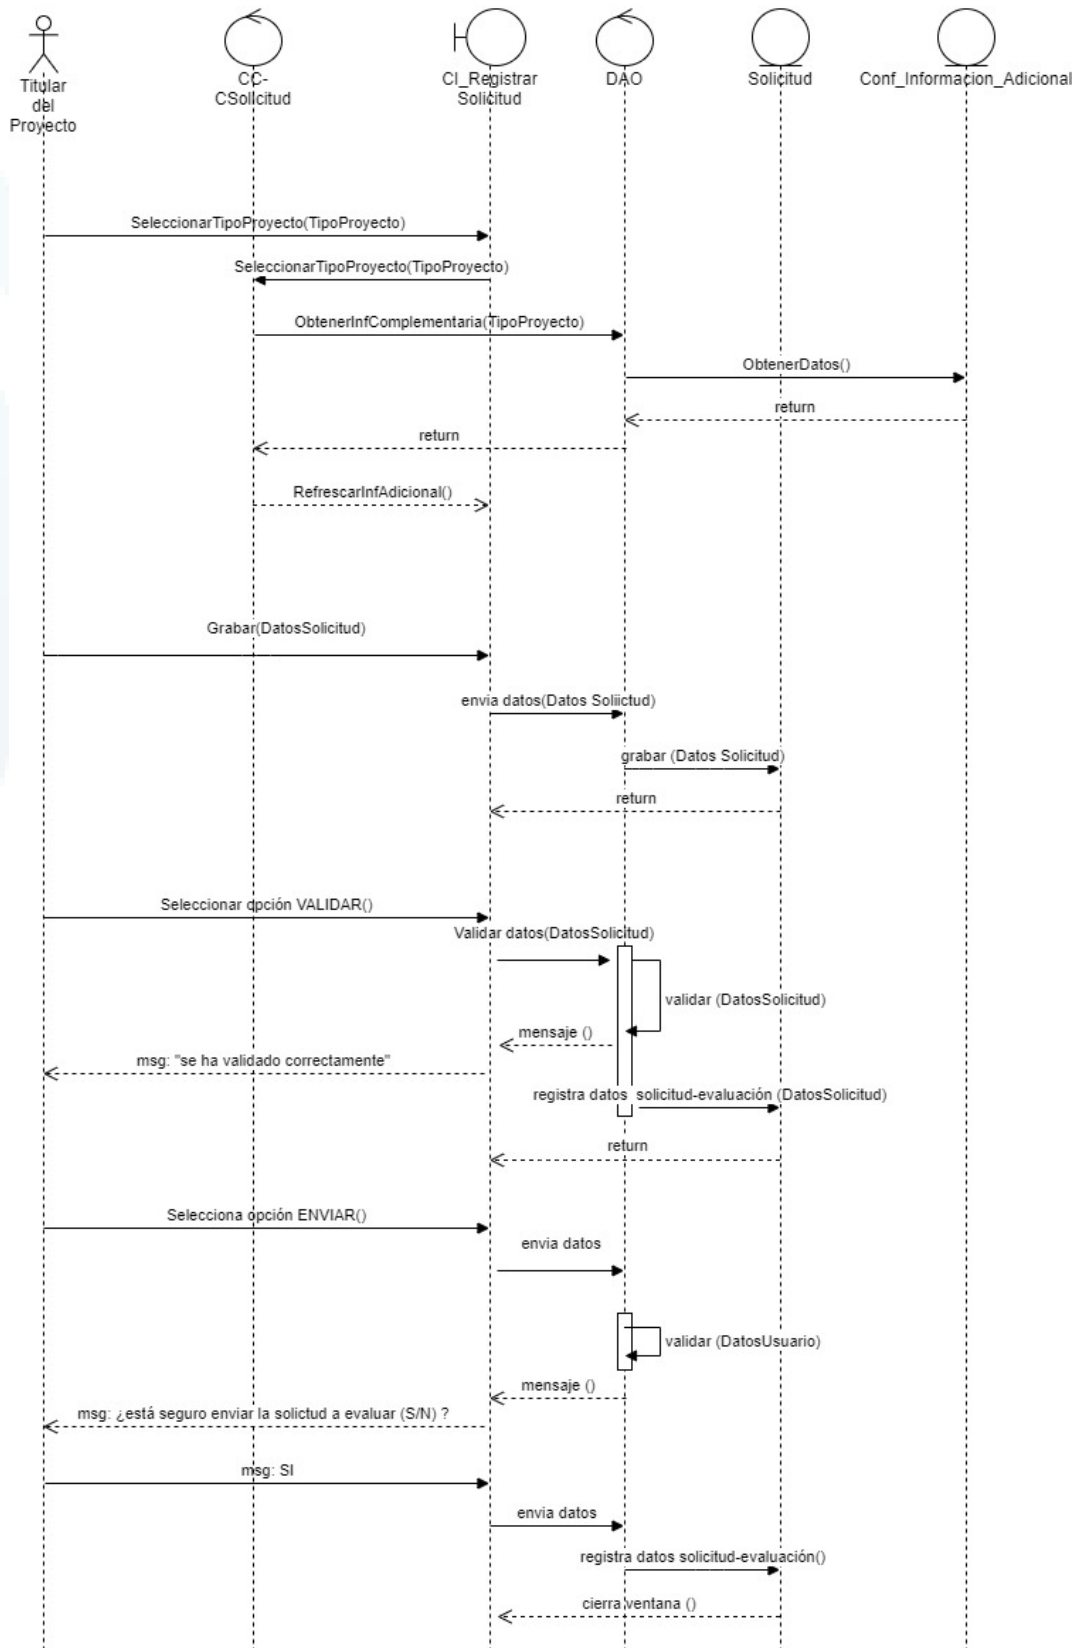 Titular
del
Proyecto
CC-
CSolicitud
CI_Registrar
Solicitud
DAO
Solicitud
Conf_Informacion_Adicional
SeleccionarTipoProyecto(TipoProyecto)
SeleccionarTipoProyecto(TipoProyecto)
ObtenerInfComplementaria(TipoProyecto)
ObtenerDatos()
return
return
RefrescarInfAdicional()
Grabar(DatosSolicitud)
envia datos(Datos Soliictud)
grabar (Datos Solicitud)
return
Seleccionar opción VALIDAR()
Validar datos(DatosSolicitud)
validar (DatosSolicitud)
mensaje ()
msg: "se ha validado correctamente"
registra datos solicitud-evaluación (DatosSolicitud)
return
Selecciona opción ENVIAR()
envia datos
validar (DatosUsuario)
mensaje ()
msg: ¿está seguro enviar la solictud a evaluar (S/N) ?
msg: SI
envia datos
registra datos solicitud-evaluación()
cierra ventana ()